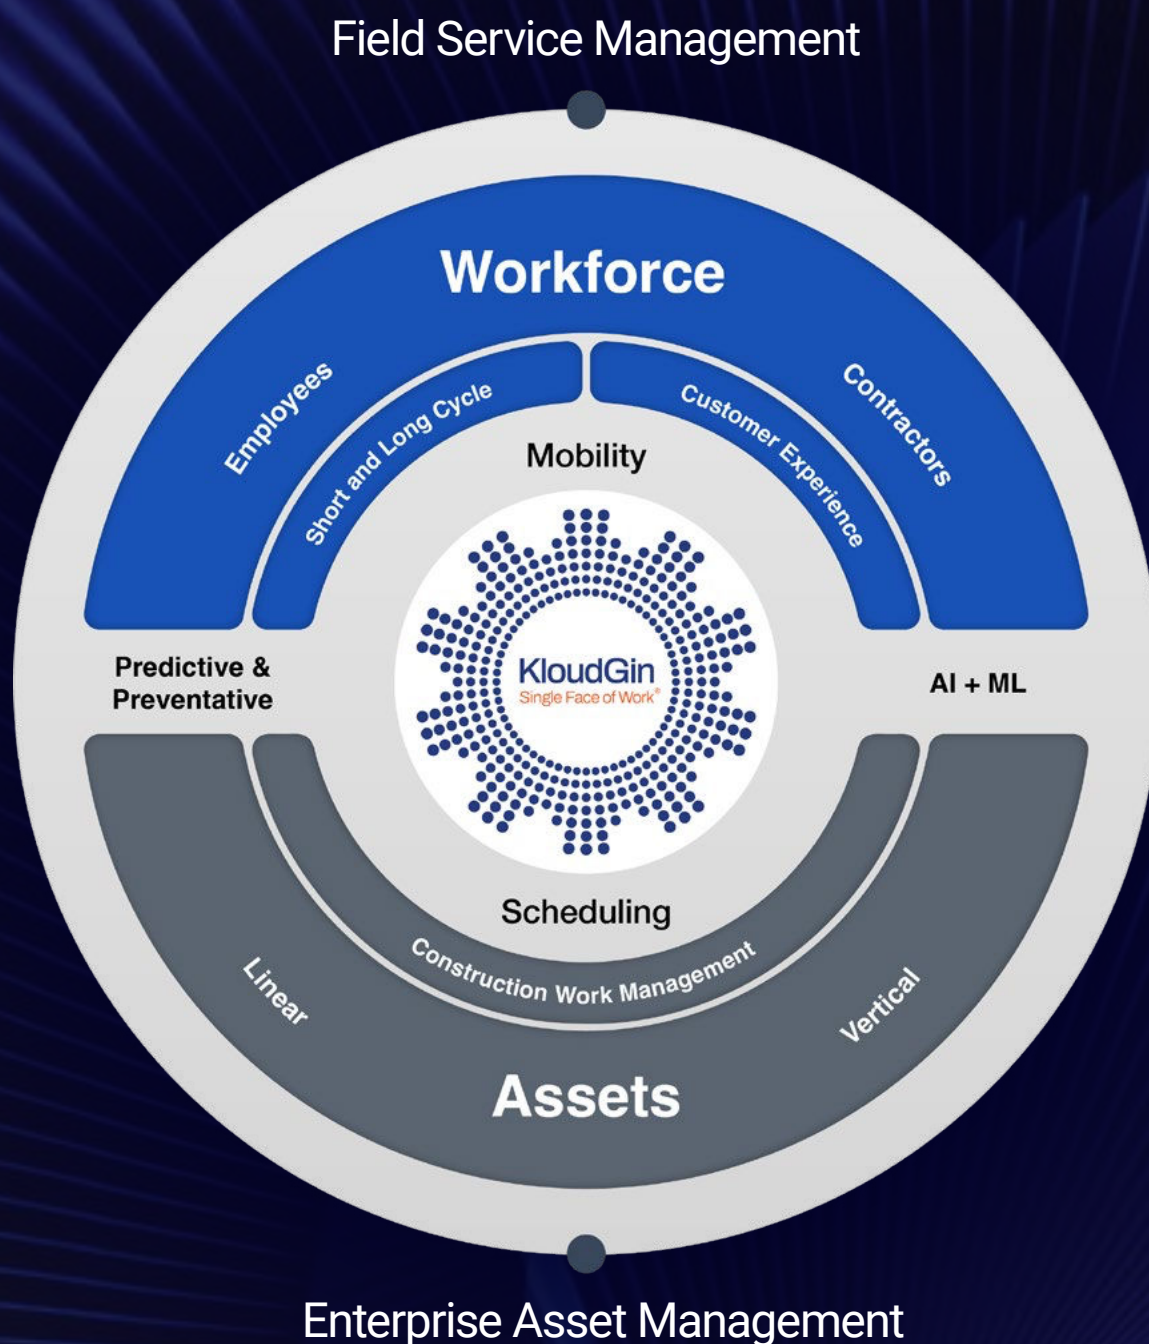 Field Service Management
Workforce
Employees
Contractors
Short and Long Cycle
Customer Experience
Mobility
KloudGin
Single Face of Work®
Predictive &
Preventative
AI + ML
Scheduling
Construction Work Management
Linear
Vertical
Assets
Enterprise Asset Management